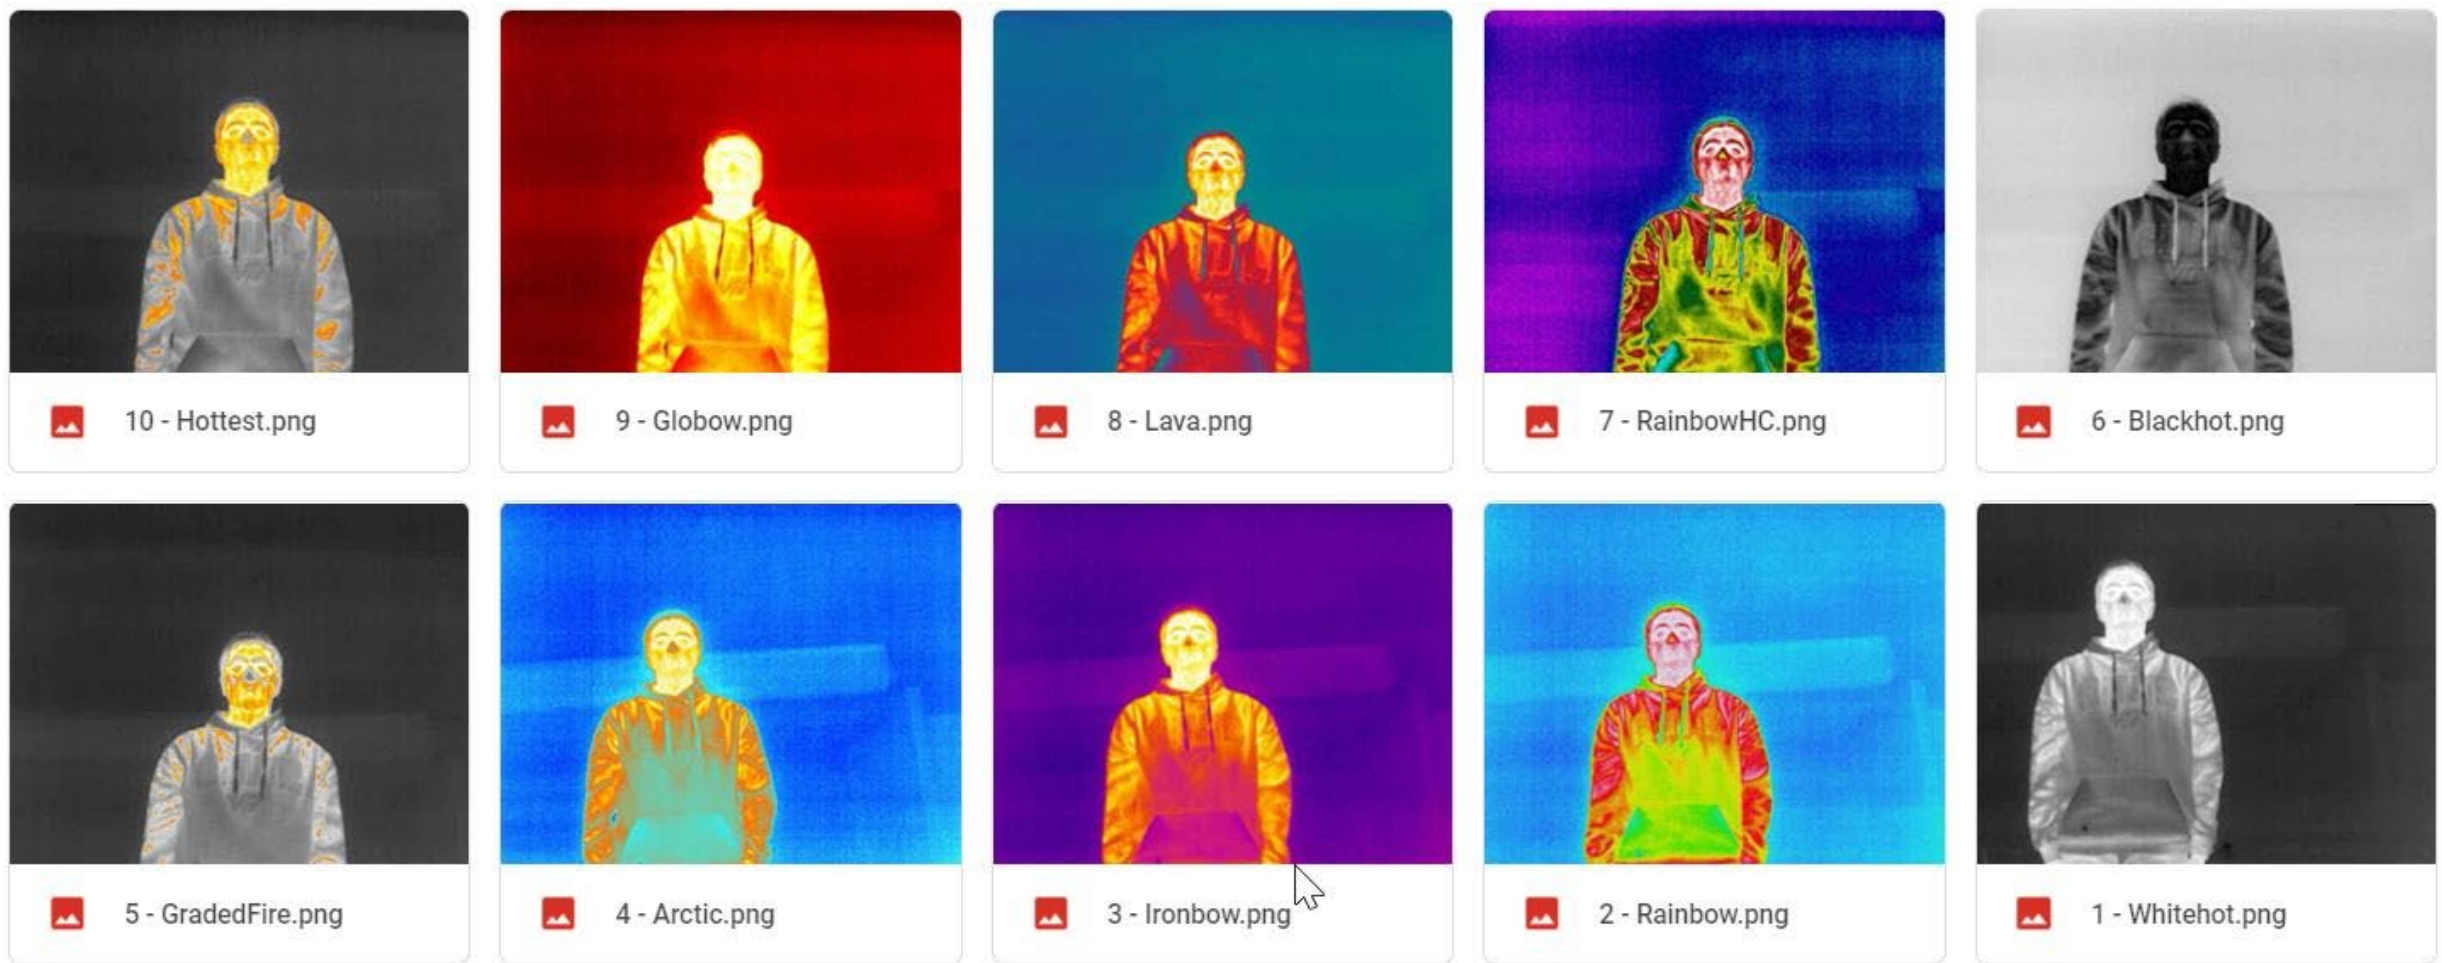 10 - Hottest.png
9 - Globow.png
8 - Lava.png
7 - RainbowHC.png
6 - Blackhot.png
5 - GradedFire.png
4 - Arctic.png
3 - Ironbow.png
2 - Rainbow.png
1 - Whitehot.png